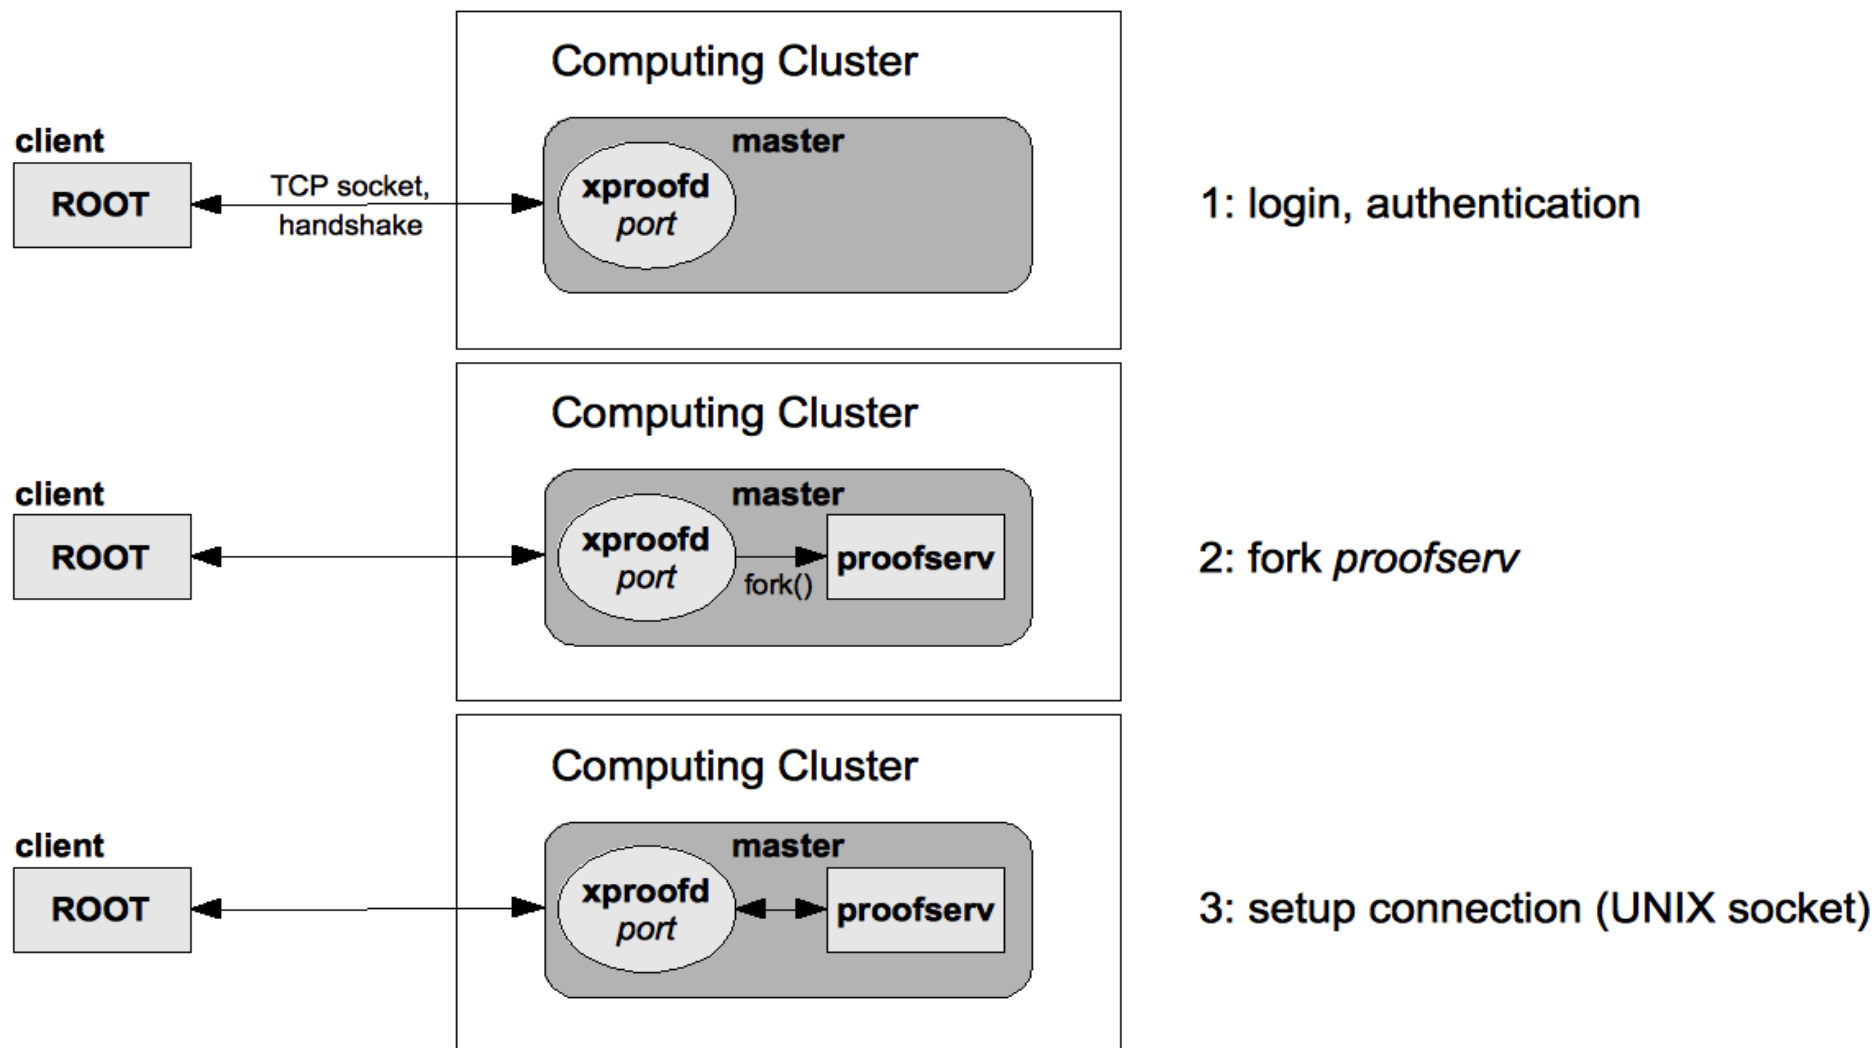 Computing Cluster
client
master
ROOT
TCP socket,
handshake
xproofd
port
1: login, authentication
Computing Cluster
client
master
ROOT
xproofd
port
fork()
proofserv
2: fork proofserv
Computing Cluster
client
master
ROOT
xproofd
port
proofserv
3: setup connection (UNIX socket)